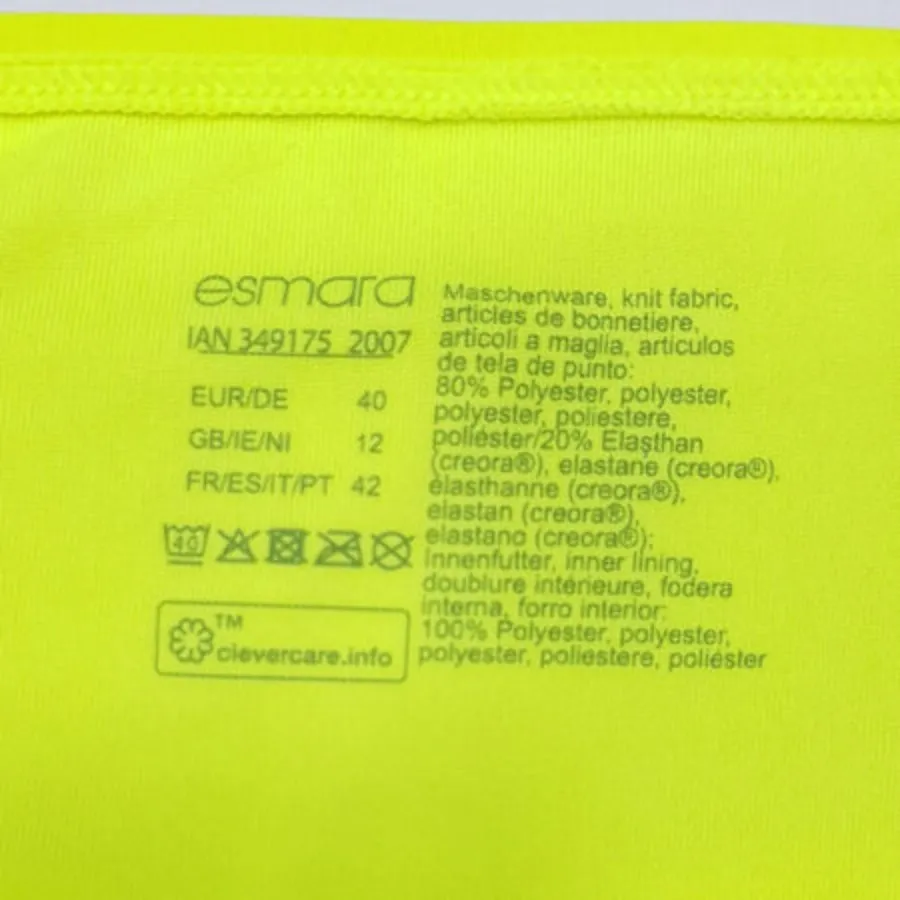 esmara
IAN 349175 2007
EUR/DE 40
GB/IE/NI 12
FR/ES/IT/PT 42
40
TM
clevercare.info
Maschenware, knit fabric,
articles de bonnetiere,
articoli a maglia, articulos
de tela de punto:
80% Polyester, polyester,
polyester, poliestere,
poliéster/20% Elasthan
(creora®), elastane (creora®),
élasthanne (creora®),
elastan (creora®),
elastano (creora®);
Innenfutter, inner lining,
doublure intérieure, fodera
interna, forro interior:
100% Polyester, polyester,
polyester, poliestere, poliéster